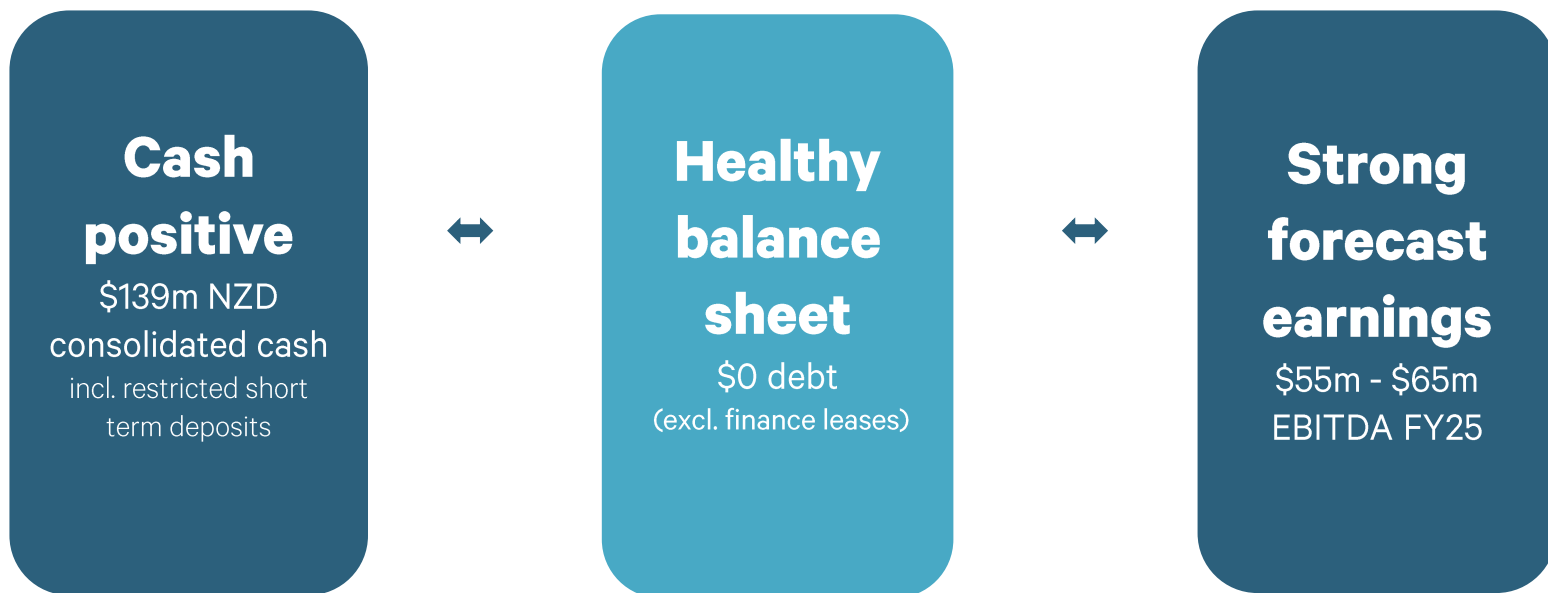 Cash
positive
$139m NZD
consolidated cash
incl. restricted short
term deposits
Healthy
balance
sheet
$0 debt
(excl. finance leases)
Strong
forecast
earnings
$55m - $65m
EBITDA FY25